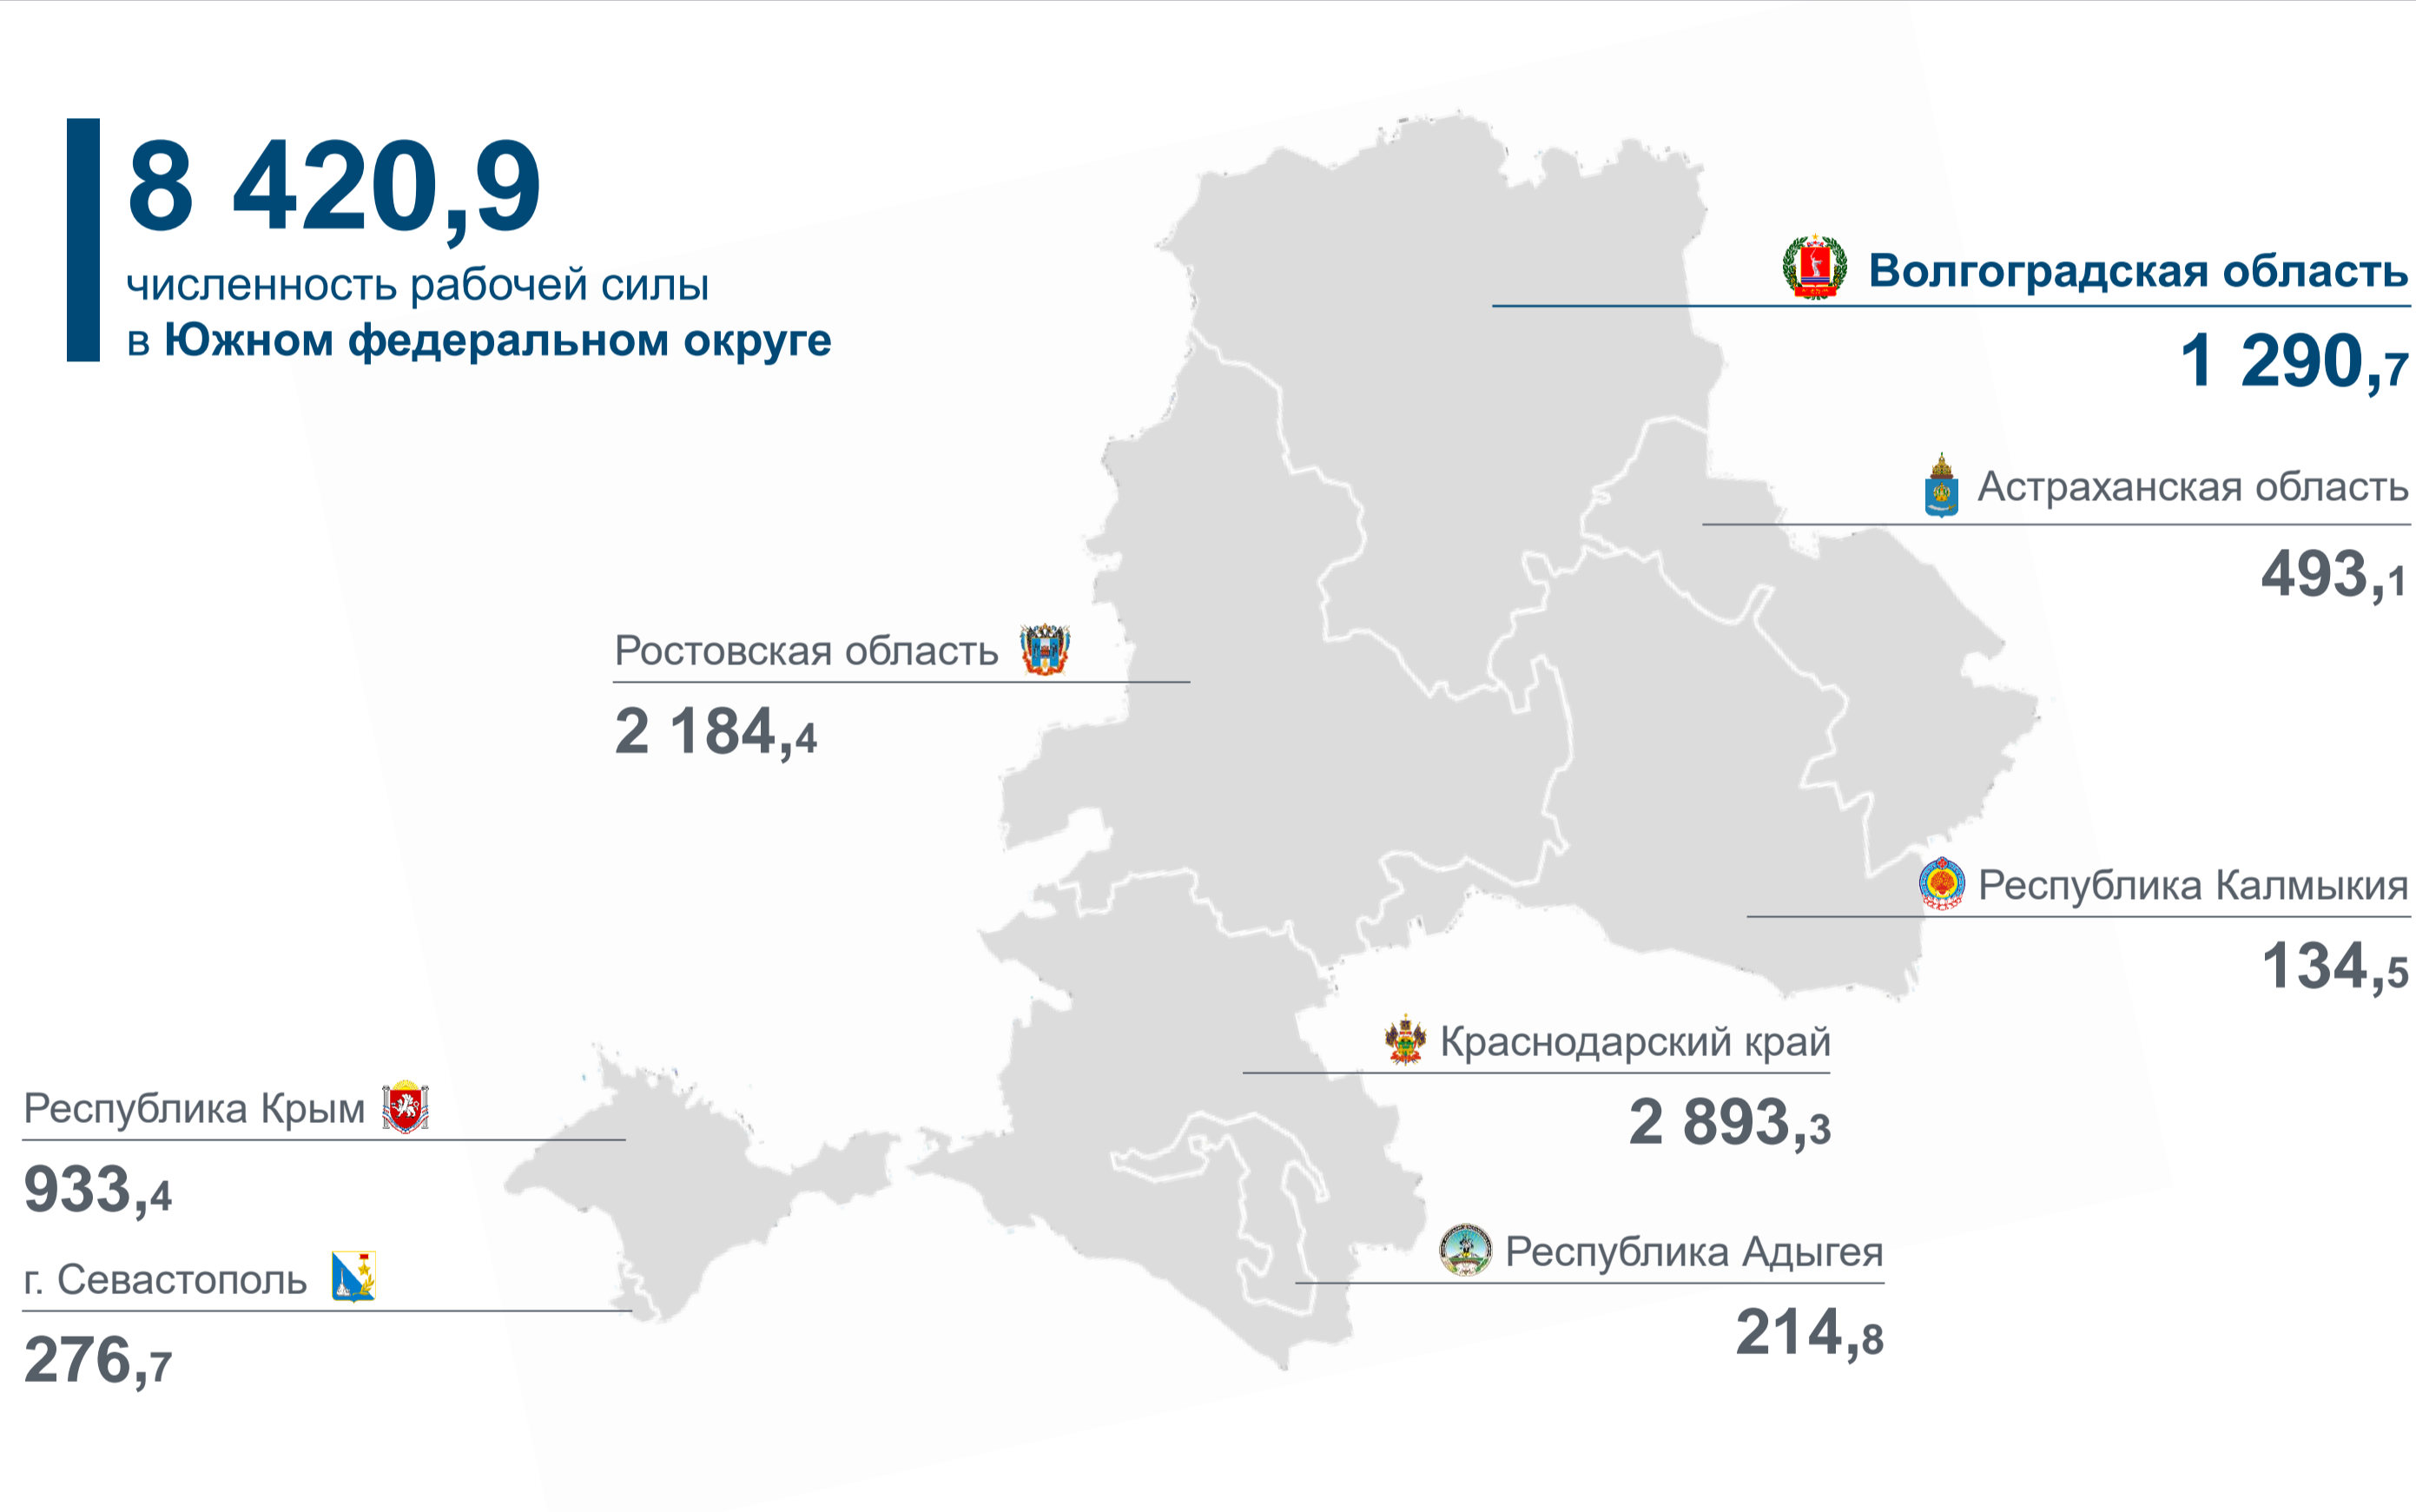 8 420,9
численность рабочей силы
в Южном федеральном округе
Волгоградская область
1 290,7
Астраханская область
493,1
Ростовская область
2 184,4
Республика Калмыкия
134,5
Краснодарский край
2 893,3
Республика Крым
933,4
Республика Адыгея
214,8
г. Севастополь
276,7